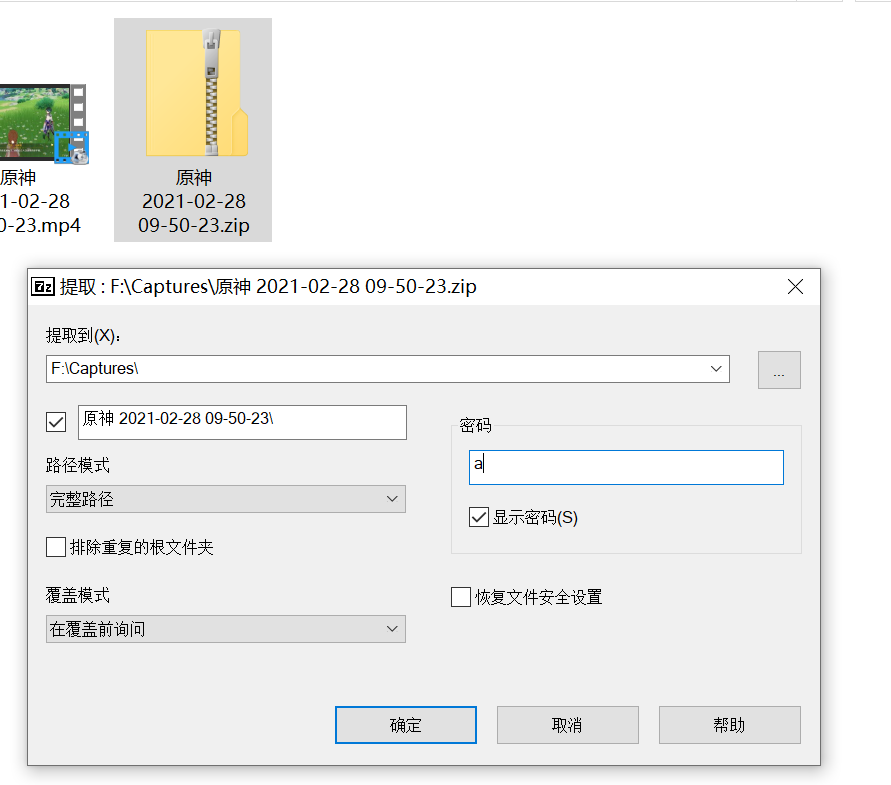 原神
1-02-28
0-23.mp4
原神
2021-02-28
09-50-23.zip
7z 提取 : F:\Captures\原神 2021-02-28 09-50-23.zip
提取到(X):
F:\Captures\
...
原神 2021-02-28 09-50-23\
密码
a
路径模式
完整路径
显示密码(S)
排除重复的根文件夹
覆盖模式
恢复文件安全设置
在覆盖前询问
确定
取消
帮助